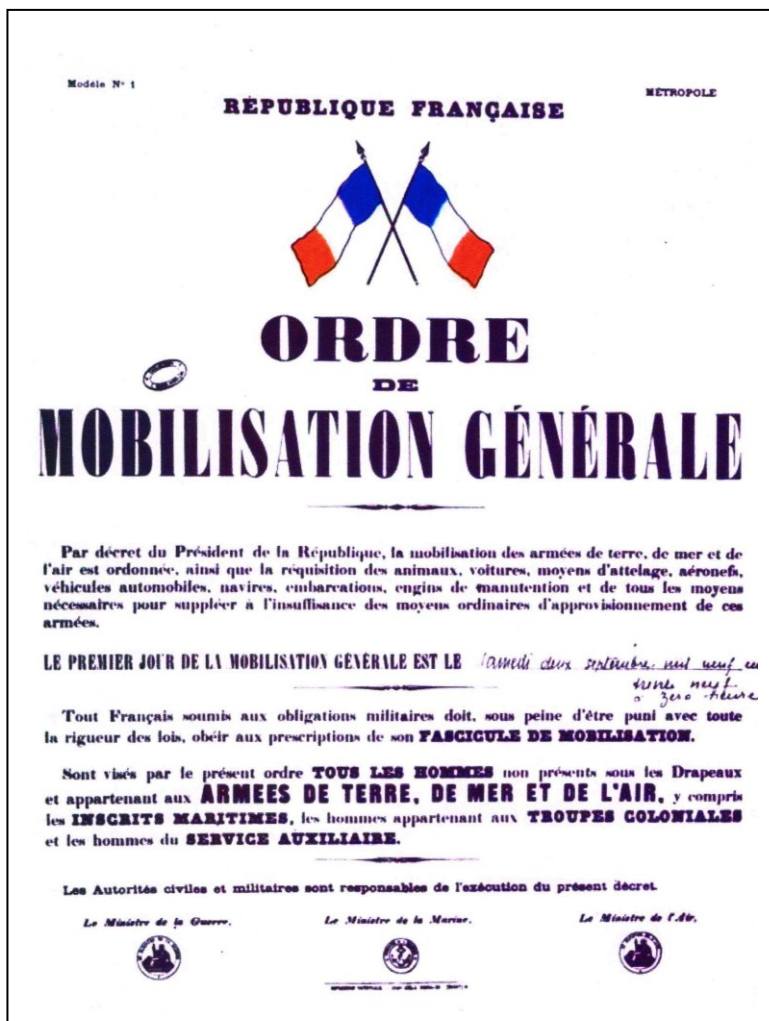 Modèle N° 1
MÉTROPOLE
RÉPUBLIQUE FRANÇAISE
ORDRE
DE
MOBILISATION GÉNÉRALE
Par décret du Président de la République, la mobilisation des armées de terre, de mer et de
l'air est ordonnée, ainsi que la réquisition des animaux, voitures, moyens d'attelage, aéronefs,
véhicules automobiles, navires, embarcations, engins de manutention et de tous les moyens
nécessaires pour suppléer à l'insuffisance des moyens ordinaires d'approvisionnement de ces
armées.
LE PREMIER JOUR DE LA MOBILISATION GÉNÉRALE EST LE samedi deux septembre mil neuf cen
trente neuf
à zéro heure
Tout Français soumis aux obligations militaires doit, sous peine d'être puni avec toute
la rigueur des lois, obéir aux prescriptions de son FASCICULE DE MOBILISATION.
Sont visés par le présent ordre TOUS LES HOMMES non présents sous les Drapeaux
et appartenant aux ARMEES DE TERRE, DE MER ET DE L'AIR, y compris
les INSCRITS MARITIMES, les hommes appartenant aux TROUPES COLONIALES
et les hommes du SERVICE AUXILIAIRE.
Les Autorités civiles et militaires sont responsables de l'exécution du présent décret.
Le Ministre de la Guerre,
Le Ministre de la Marine,
Le Ministre de l'Air,